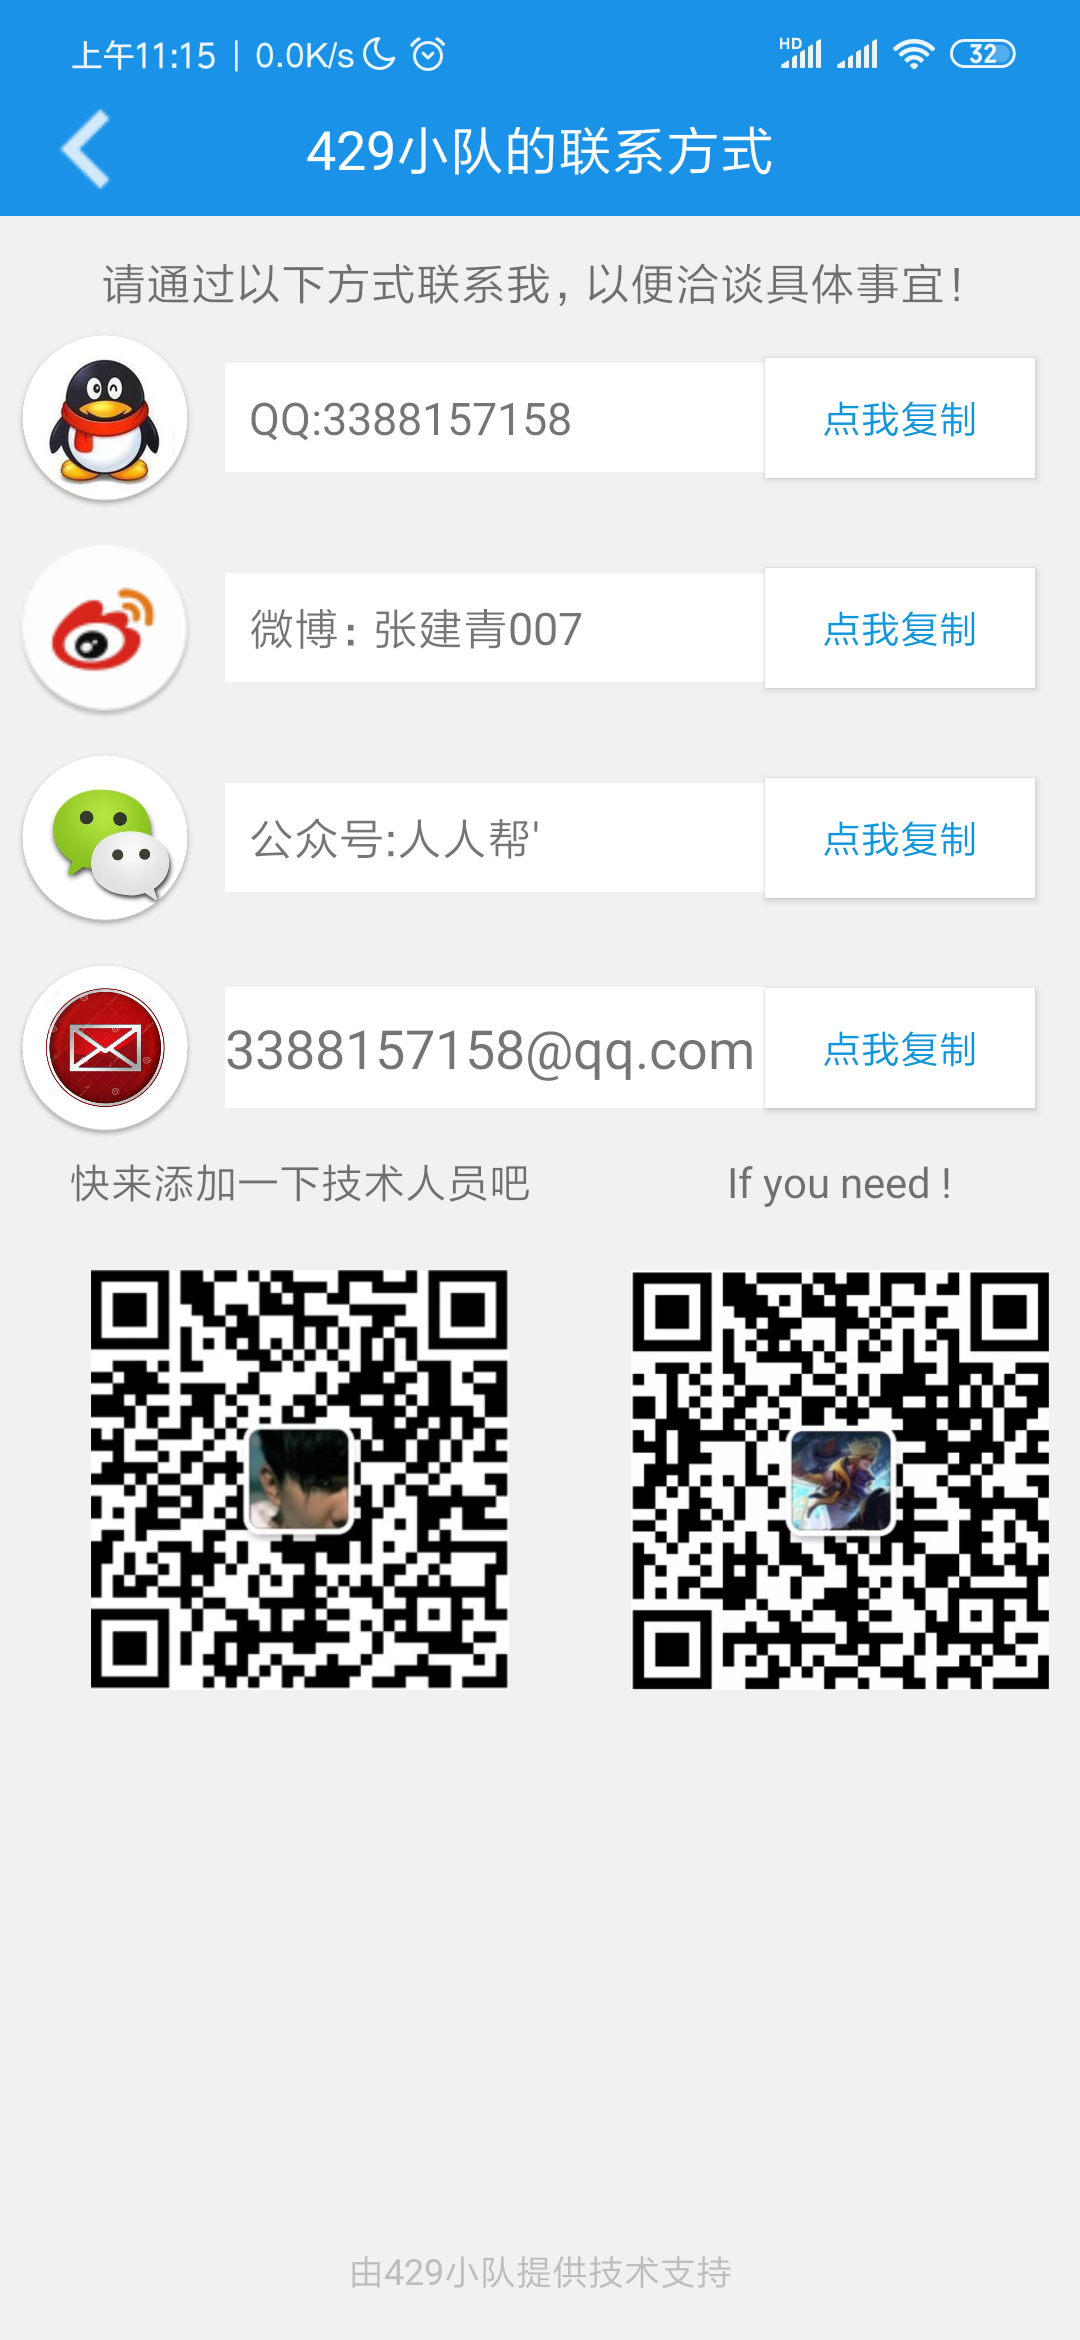 上午11:15 | 0.0K/s
HD
32
429小队的联系方式
请通过以下方式联系我，以便洽谈具体事宜！
QQ:3388157158
点我复制
微博：张建青007
点我复制
公众号:人人帮'
点我复制
3388157158@qq.com
点我复制
快来添加一下技术人员吧
If you need !
由429小队提供技术支持